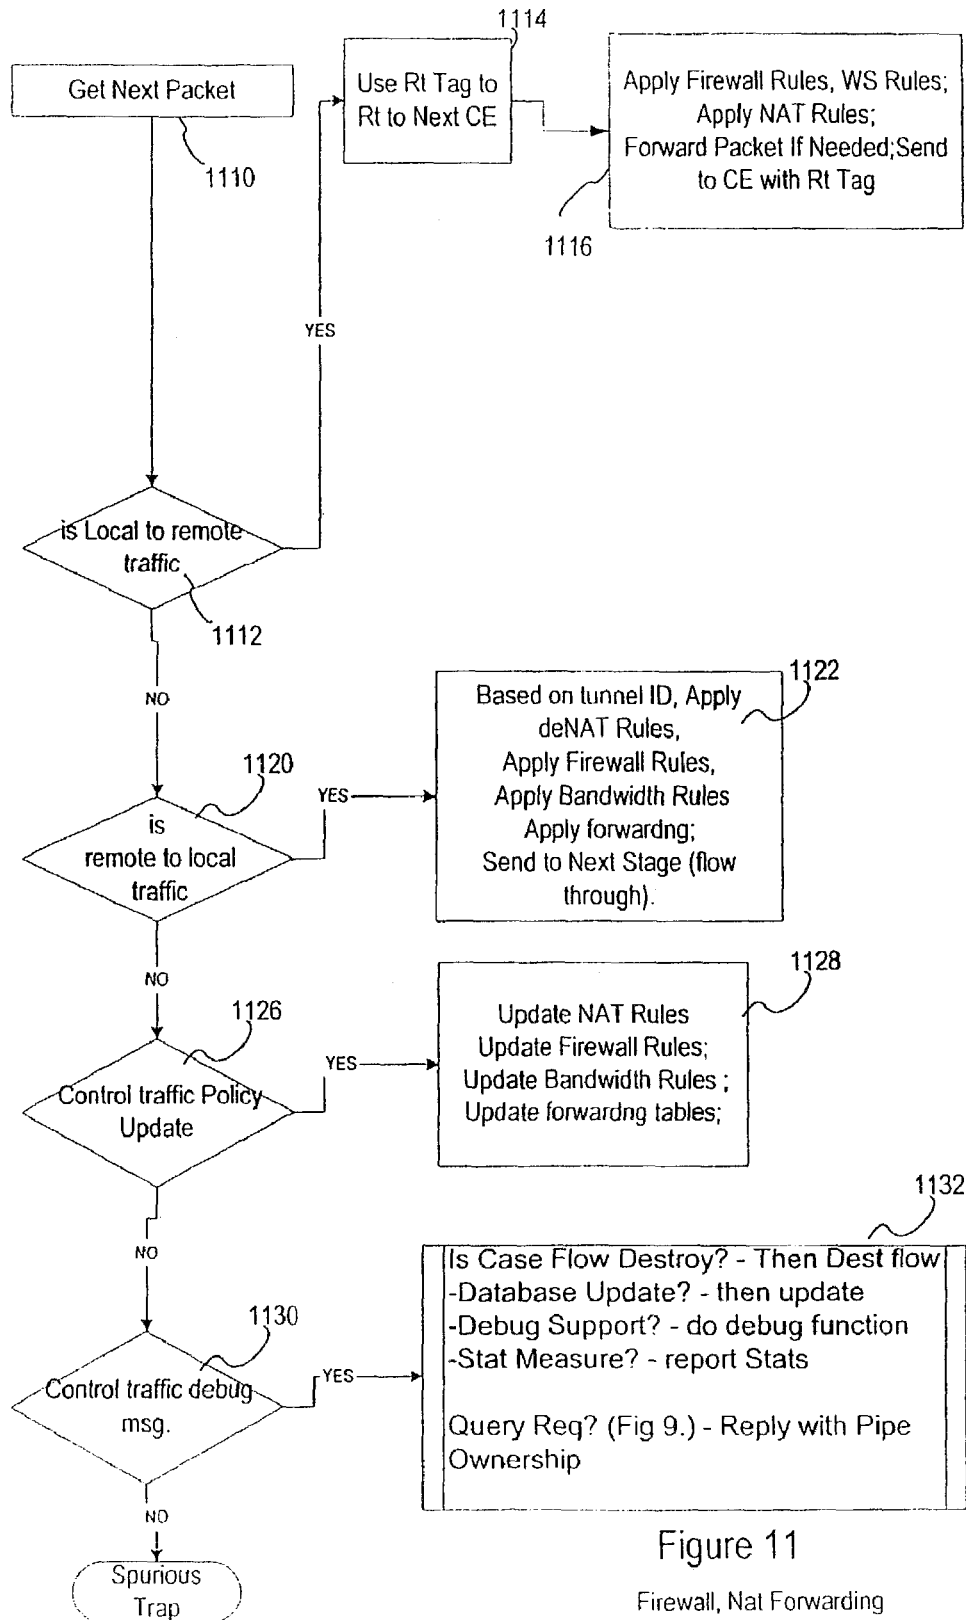 1114
Get Next Packet
1110
Use Rt Tag to
Rt to Next CE
Apply Firewall Rules, WS Rules;
Apply NAT Rules;
Forward Packet If Needed;Send
to CE with Rt Tag
1116
YES
is Local to remote
traffic
1112
NO
1122
Based on tunnel ID, Apply
deNAT Rules,
Apply Firewall Rules,
Apply Bandwidth Rules
Apply forwardng;
Send to Next Stage (flow
through).
1120
YES
is
remote to local
traffic
NO
1128
Update NAT Rules
Update Firewall Rules;
Update Bandwidth Rules ;
Update forwardng tables;
1126
YES
Control traffic Policy
Update
NO
1132
Is Case Flow Destroy? - Then Dest flow
-Database Update? - then update
-Debug Support? - do debug function
-Stat Measure? - report Stats
Query Req? (Fig 9.) - Reply with Pipe
Ownership
1130
YES
Control traffic debug
msg.
NO
Spurious
Trap
Figure 11
Firewall, Nat Forwarding